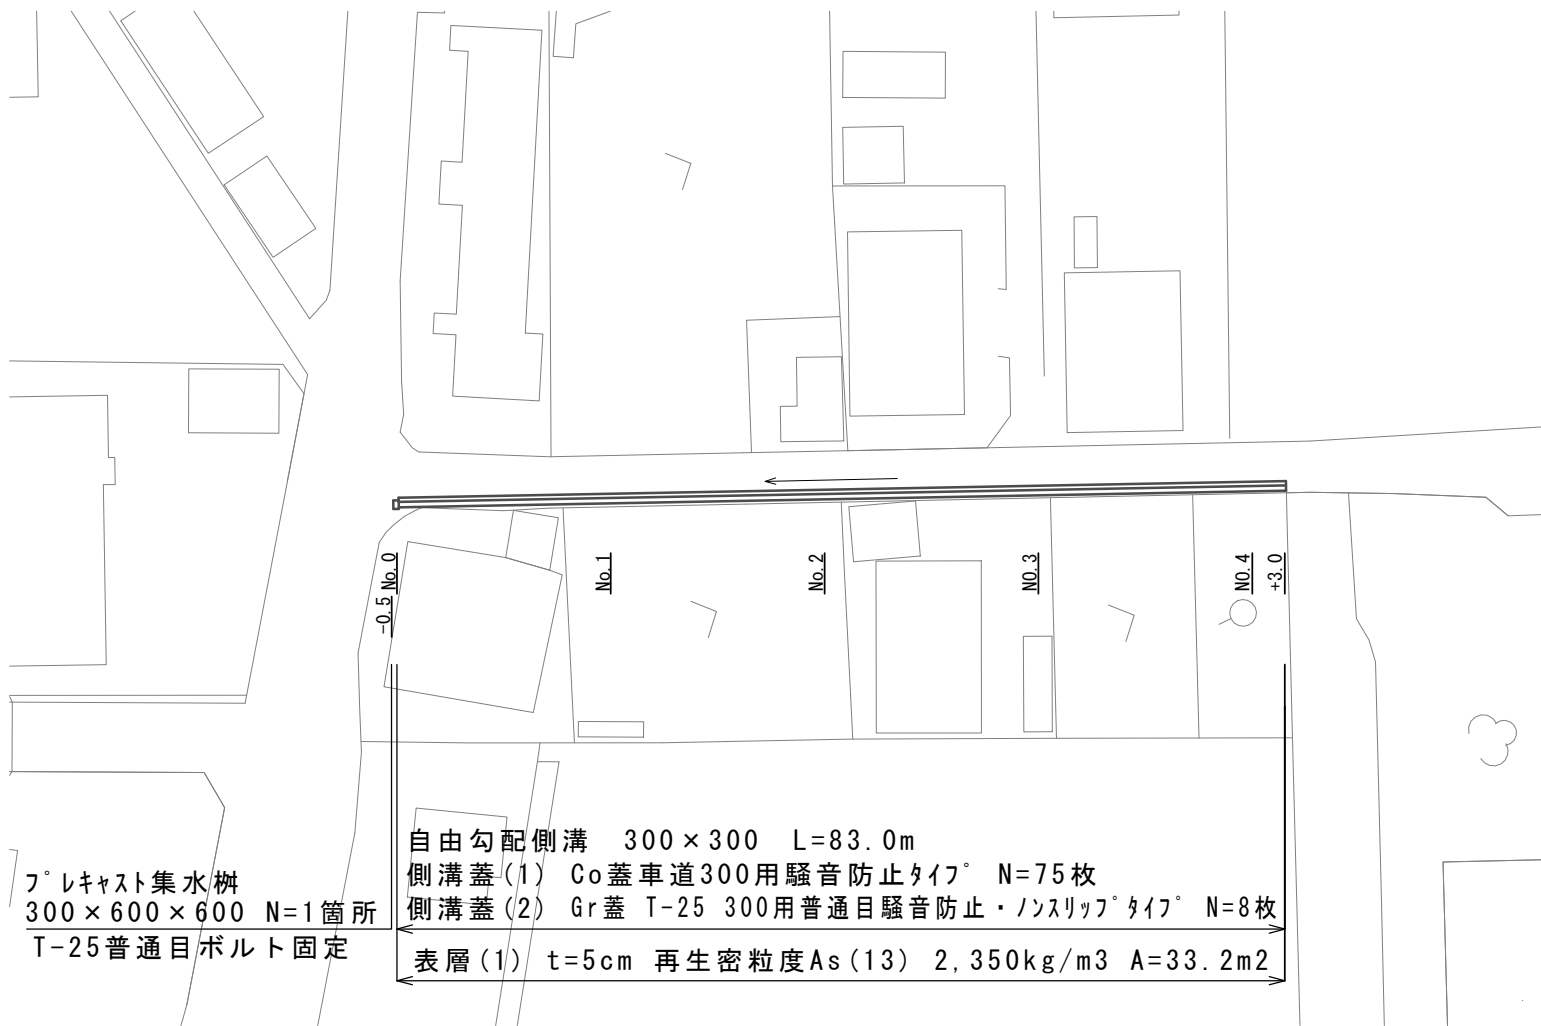 -0.5
No.0
No.1
No.2
NO.3
NO.4
+3.0
自由勾配側溝　300×300　L=83.0m
側溝蓋(1)　Co蓋車道300用騒音防止ﾀｲﾌﾟ　N=75枚
側溝蓋(2)　Gr蓋 T-25 300用普通目騒音防止・ﾉﾝｽﾘｯﾌﾟﾀｲﾌﾟ　N=8枚
表層(1)　t=5cm　再生密粒度As(13)　2,350kg/m3 A=33.2m2
ﾌﾟﾚｷｬｽﾄ集水桝
300×600×600 N=1箇所
T-25普通目ボルト固定